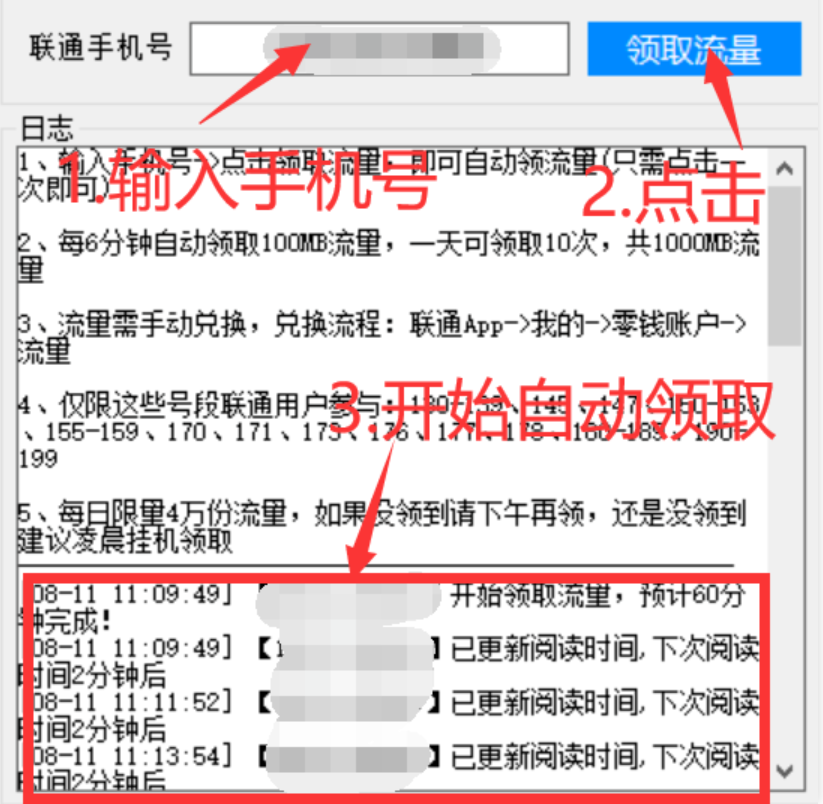 联通手机号
领取流量
日志
1、输入手机号->点击领取流量，即可自动领流量(只需点击一
次即可)
1.输入手机号
2.点击
2、每6分钟自动领取100MB流量，一天可领取10次，共1000MB流
量
3、流量需手动兑换，兑换流程：联通App->我的->零钱账户->
流量
3.开始自动领取
4、仅限这些号段联通用户参与：130-139、145、147、150-153
、155-159、170、171、173、176、177、178、180-189、190-
199
5、每日限量4万份流量，如果没领到请下午再领，还是没领到
建议凌晨挂机领取
08-11 11:09:49] 【 开始领取流量，预计60分
钟完成!
08-11 11:09:49] 【1 】已更新阅读时间,下次阅读
时间2分钟后
08-11 11:11:52] 【 】已更新阅读时间,下次阅读
时间2分钟后
08-11 11:13:54] 【 】已更新阅读时间,下次阅读
时间2分钟后